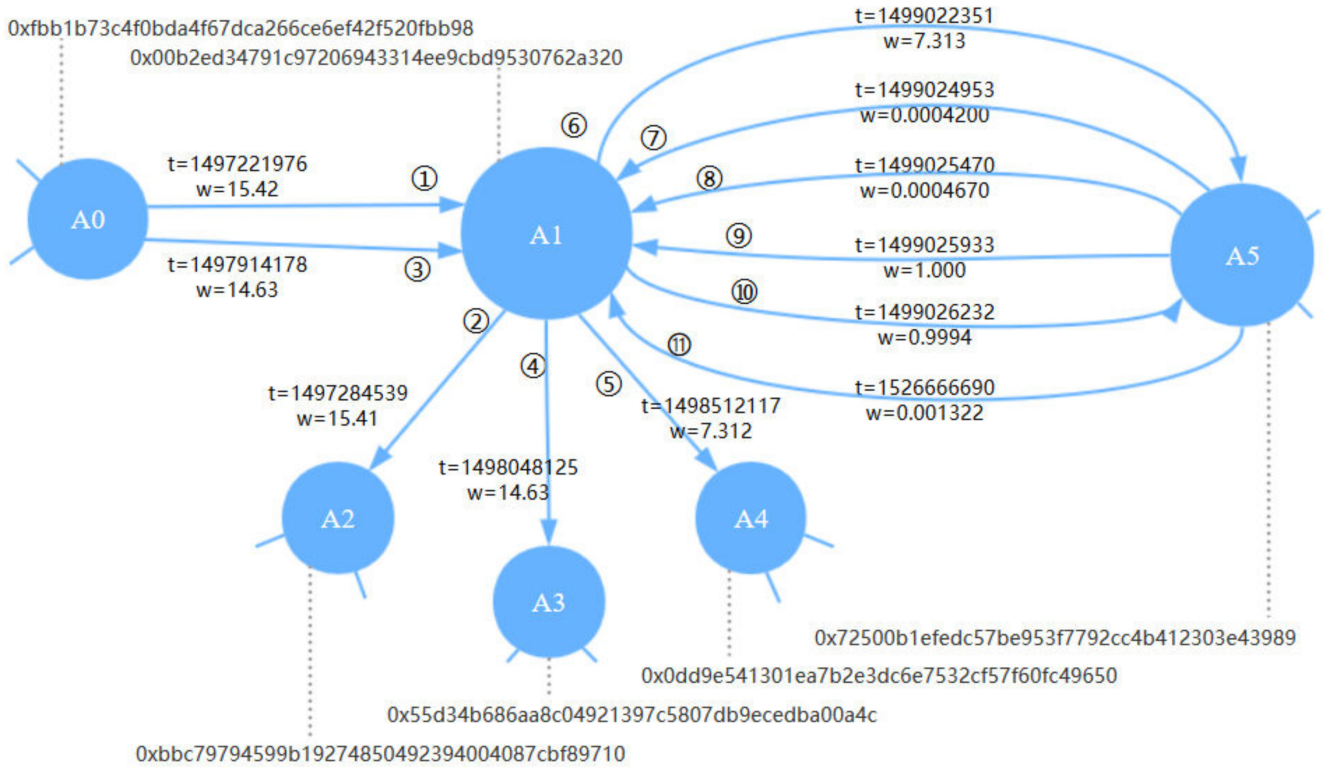 0xfbb1b73c4f0bda4f67dca266ce6ef42f520fbb98
0x00b2ed34791c97206943314ee9cbd9530762a320
t=1499022351
w=7.313
t=1499024953
w=0.0004200
t=1499025470
w=0.0004670
t=1499025933
w=1.000
t=1499026232
w=0.9994
t=1526666690
w=0.001322
⑥
⑦
⑧
⑨
⑩
⑪
t=1497221976
w=15.42
①
A0
A1
A5
t=1497914178
w=14.63
③
②
④
⑤
t=1497284539
w=15.41
t=1498048125
w=14.63
t=1498512117
w=7.312
A2
A3
A4
0x72500b1efedc57be953f7792cc4b412303e43989
0x0dd9e541301ea7b2e3dc6e7532cf57f60fc49650
0x55d34b686aa8c04921397c5807db9ecedba00a4c
0xbbc79794599b19274850492394004087cbf89710